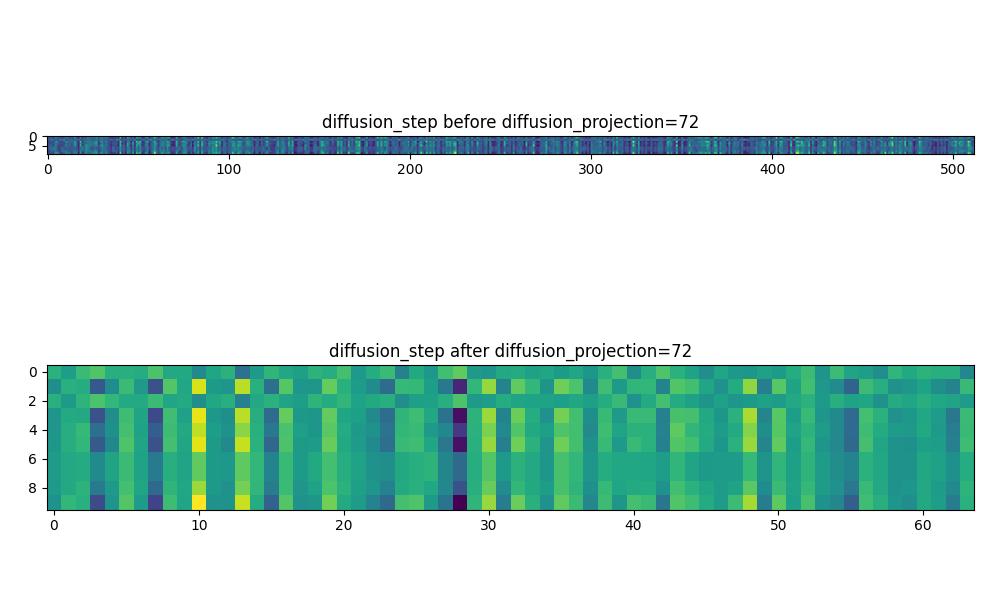 diffusion_step before diffusion_projection=72
0
5
0 100 200 300 400 500
diffusion_step after diffusion_projection=72
0
2
4
6
8
0 10 20 30 40 50 60